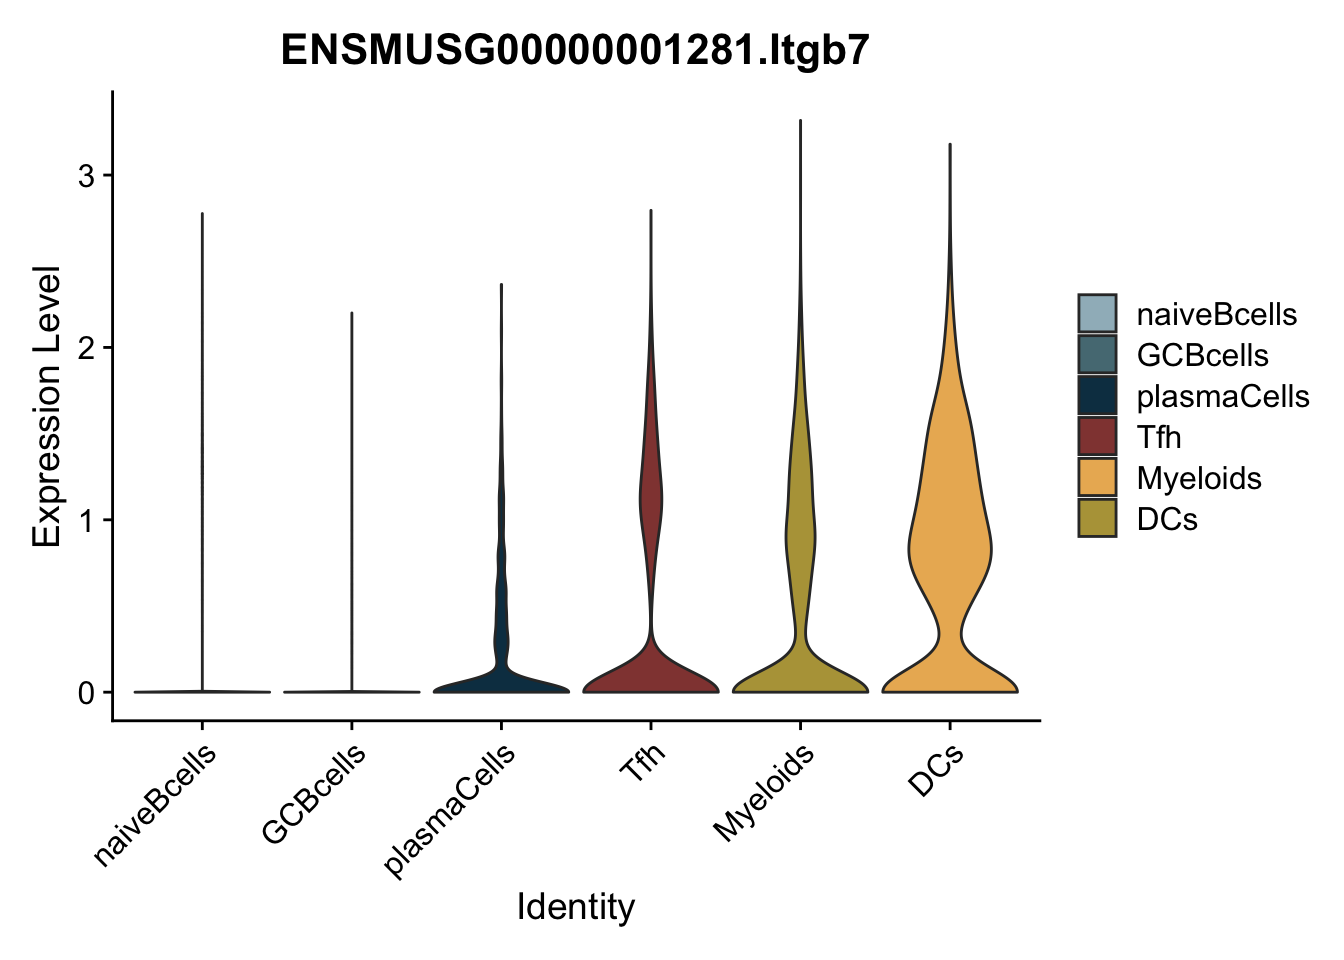 ENSMUSG00000001281.Itgb7
Expression Level
3
2
1
0
naiveBcells
GCBcells
plasmaCells
Tfh
Myeloids
DCs
Identity
naiveBcells
GCBcells
plasmaCells
Tfh
Myeloids
DCs